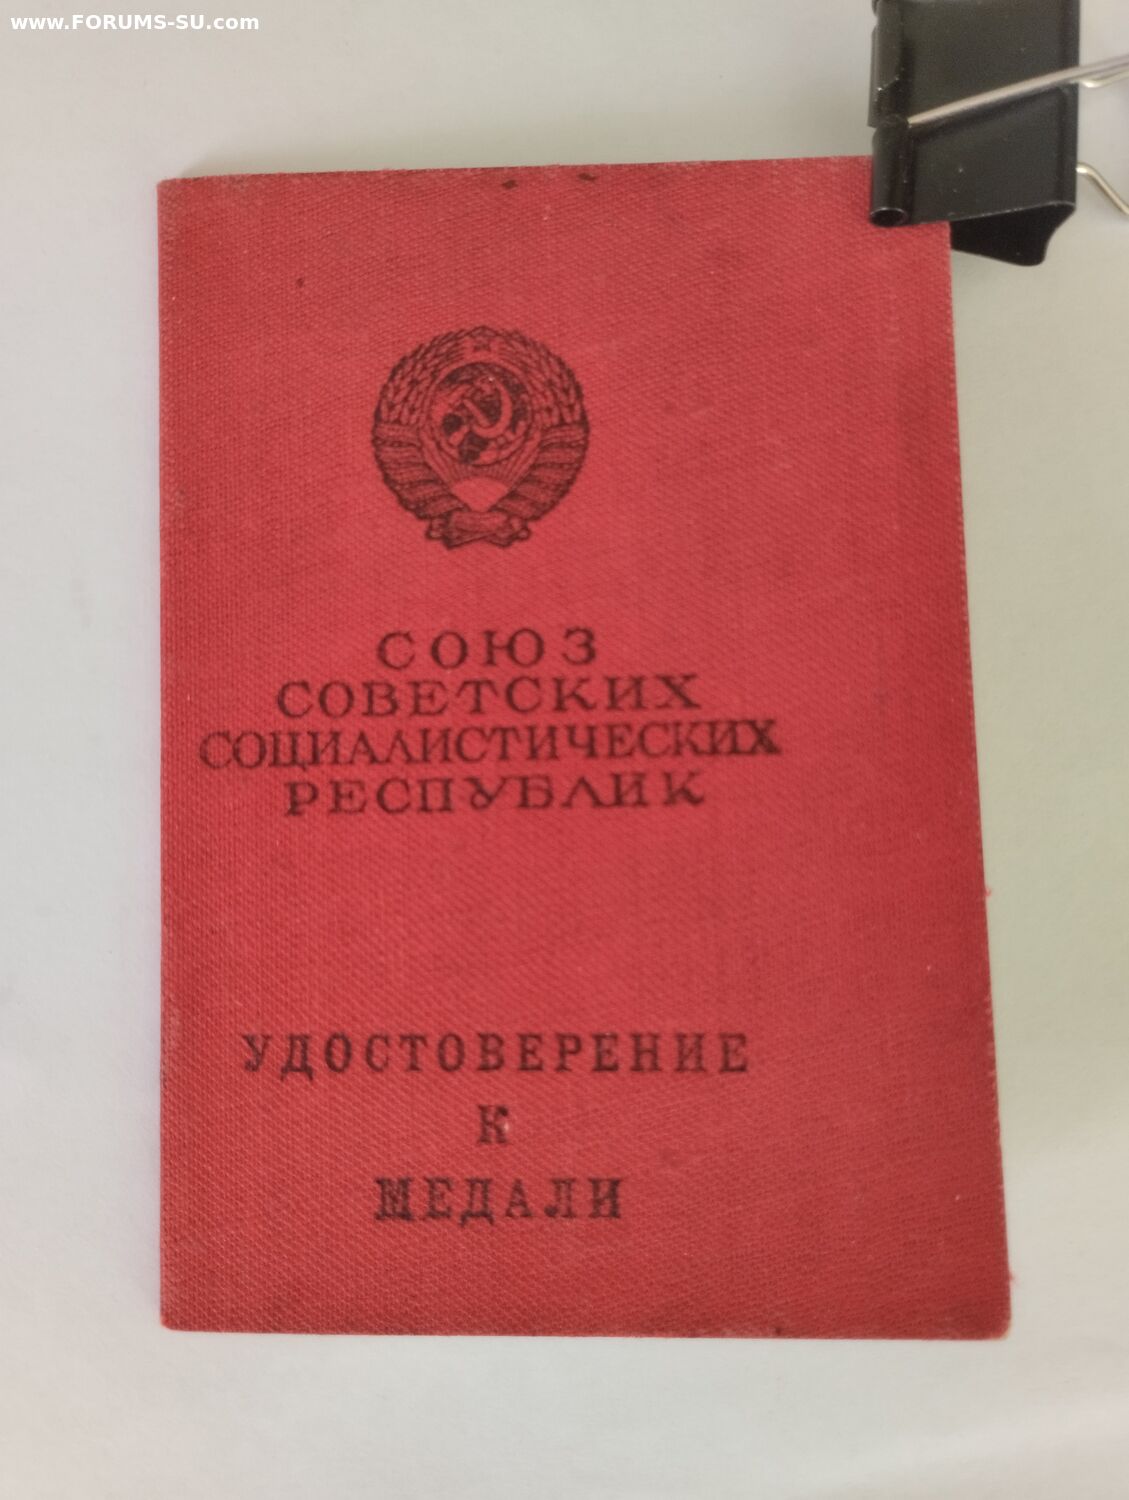 www.FORUMS-SU.com
СОЮЗ
СОВЕТСКИХ
СОЦИАЛИСТИЧЕСКИХ
РЕСПУБЛИК
УДОСТОВЕРЕНИЕ
К
МЕДАЛИ